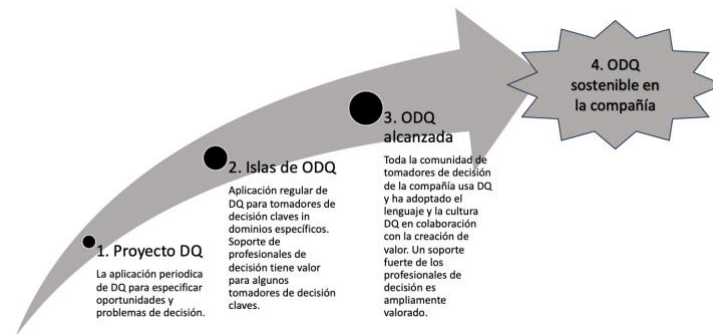 1. Proyecto DQ
La aplicación periodica
de DQ para especificar
oportunidades y
problemas de decisión.
2. Islas de ODQ
Aplicación regular de
DQ para tomadores de
decisión claves in
dominios específicos.
Soporte de
profesionales de
decisión tiene valor
para algunos
tomadores de decisión
claves.
3. ODQ
alcanzada
Toda la comunidad de
tomadores de decisión
de la compañía usa DQ
y ha adoptado el
lenguaje y la cultura
DQ en colaboración
con la creación de
valor. Un soporte
fuerte de los
profesionales de
decisión es
ampliamente
valorado.
4. ODQ
sostenible en
la compañía